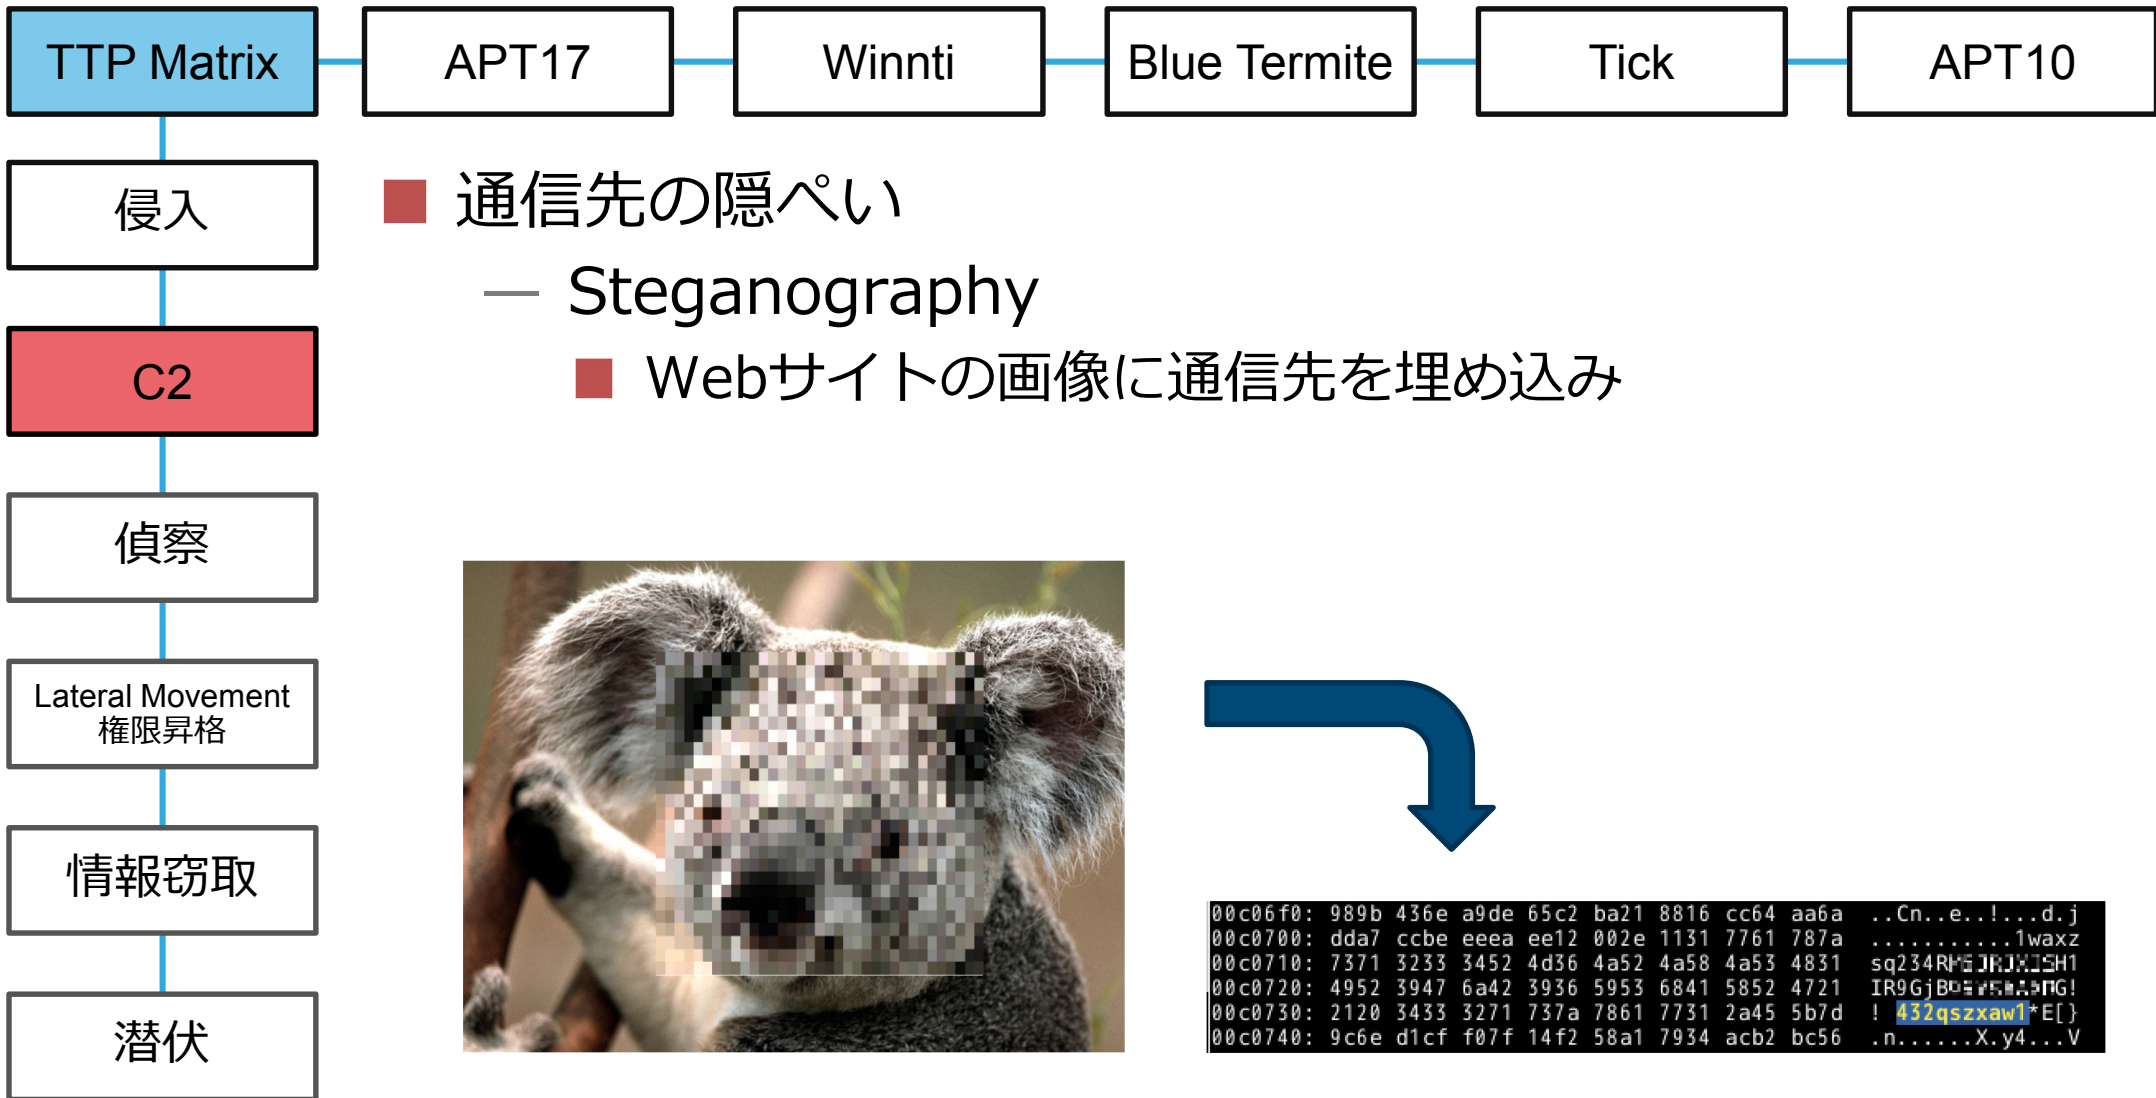 TTP Matrix
APT17
Winnti
Blue Termite
Tick
APT10
侵入
C2
偵察
Lateral Movement
権限昇格
情報窃取
潜伏
■ 通信先の隠ぺい
— Steganography
■ Webサイトの画像に通信先を埋め込み
00c06f0: 989b 436e a9de 65c2 ba21 8816 cc64 aa6a ..Cn..e..!...d.j
00c0700: dda7 ccbe eeea ee12 002e 1131 7761 787a ...........1waxz
00c0710: 7371 3233 3452 4d36 4a52 4a58 4a53 4831 sq234R H1
00c0720: 4952 3947 6a42 3936 5953 6841 5852 4721 IR9GjB G!
00c0730: 2120 3433 3271 737a 7861 7731 2a45 5b7d ! 432qszxaw1*E[}
00c0740: 9c6e d1cf f07f 14f2 58a1 7934 acb2 bc56 .n......X.y4...V